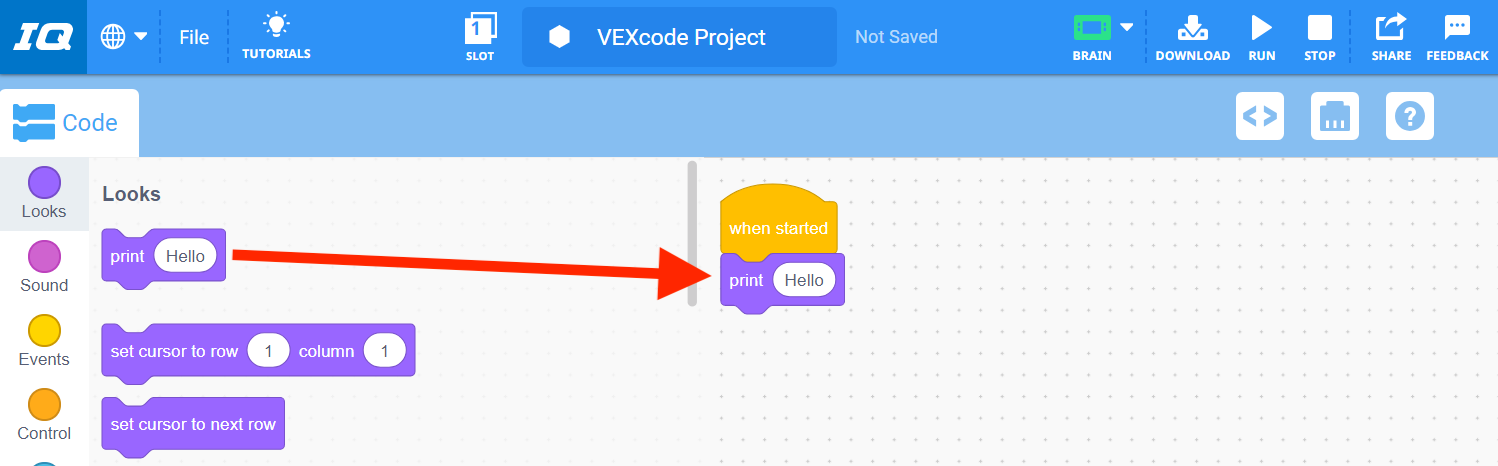 IQ
File
TUTORIALS
1
SLOT
VEXcode Project
Not Saved
BRAIN
DOWNLOAD
RUN
STOP
SHARE
FEEDBACK
Code
<>
?
Looks
Sound
Events
Control
Looks
print Hello
set cursor to row 1 column 1
set cursor to next row
when started
print Hello